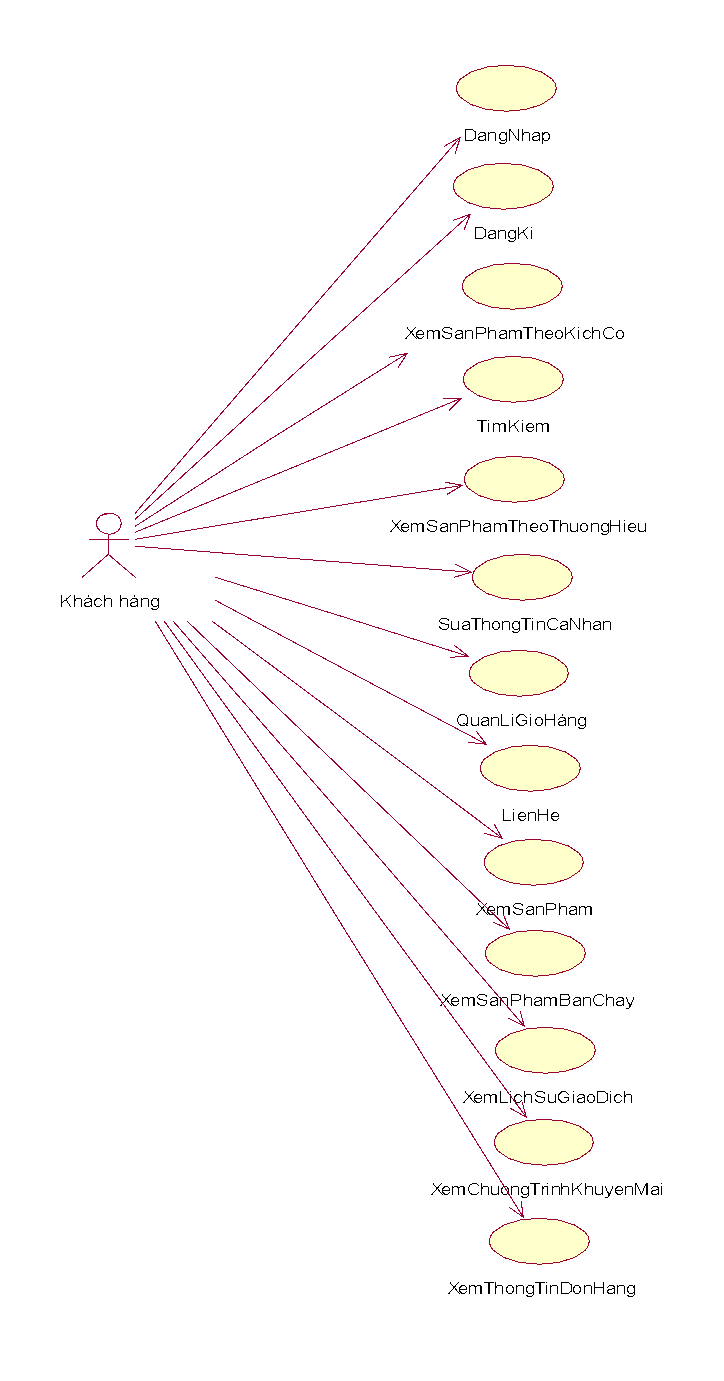 DangNhap
DangKi
XemSanPhamTheoKichCo
TimKiem
XemSanPhamTheoThuongHieu
Khách hàng
SuaThongTinCaNhan
QuanLiGioHàng
LienHe
XemSanPham
XemSanPhamBanChay
XemLichSuGiaoDich
XemChuongTrinhKhuyenMai
XemThongTinDonHang